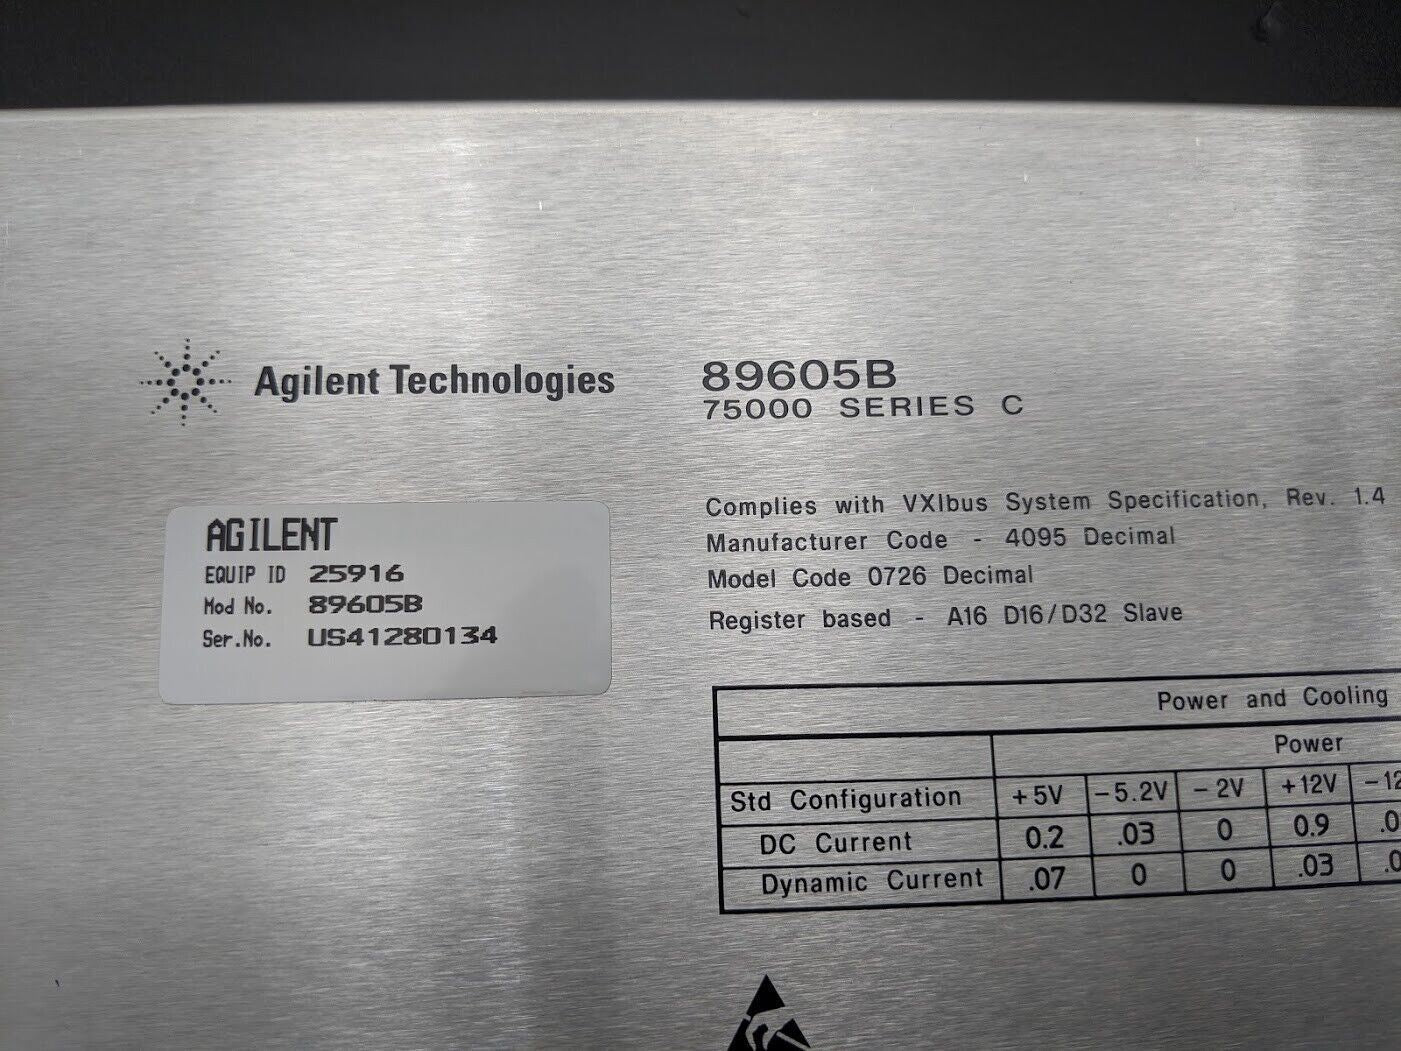 Agilent Technologies
89605B
75000 SERIES C
AGILENT
EQUIP ID 25916
Mod No. 89605B
Ser.No. US41280134
Complies with VXIbus System Specification, Rev. 1.4
Manufacturer Code - 4095 Decimal
Model Code 0726 Decimal
Register based - A16 D16/D32 Slave
Power and Cooling
Power
Std Configuration +5V -5.2V -2V +12V -12
DC Current 0.2 .03 0 0.9 .0
Dynamic Current .07 0 0 .03 .0